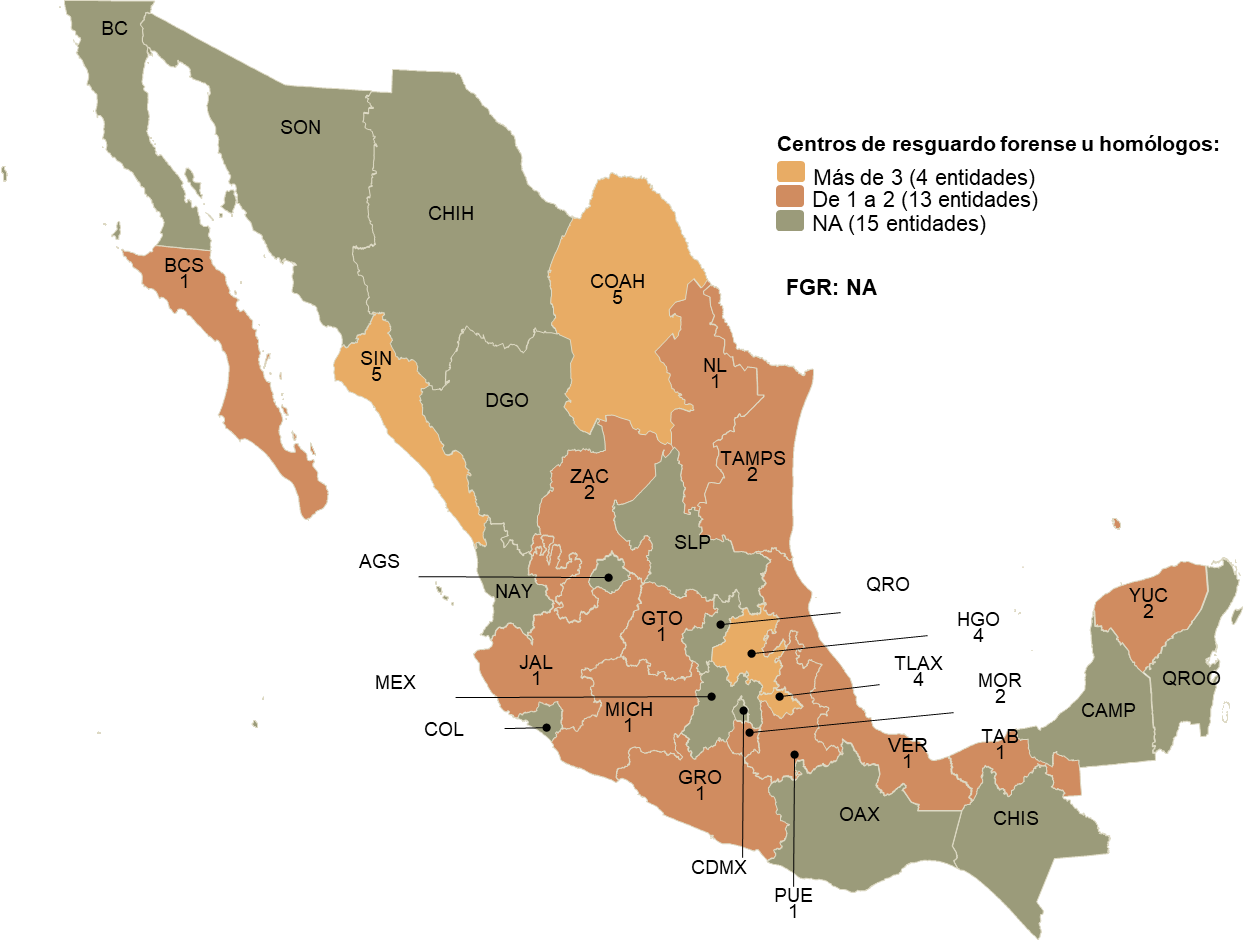 BC
SON
CHIH
Centros de resguardo forense u homólogos:
Más de 3 (4 entidades)
De 1 a 2 (13 entidades)
NA (15 entidades)
FGR: NA
BCS
1
COAH
5
SIN
5
NL
1
DGO
TAMPS
2
ZAC
2
SLP
AGS
NAY
QRO
YUC
2
GTO
1
HGO
4
JAL
1
TLAX
4
MEX
MOR
2
QROO
MICH
1
CAMP
COL
VER
1
TAB
1
GRO
1
OAX
CHIS
CDMX
PUE
1